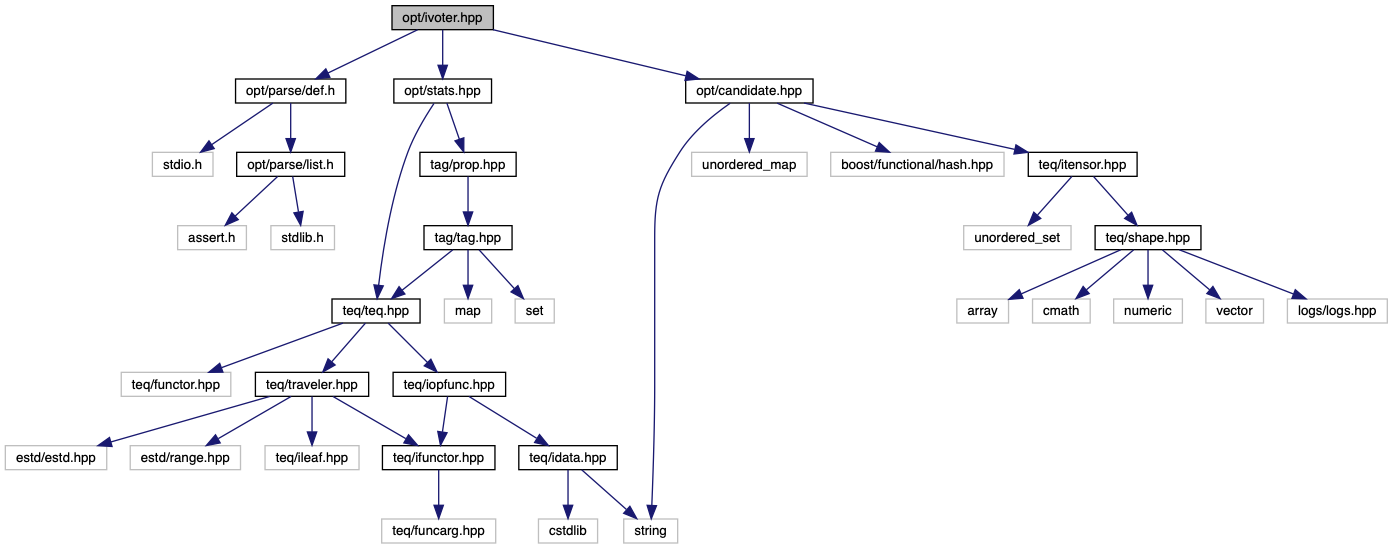 opt/ivoter.hpp
opt/parse/def.h
opt/stats.hpp
opt/candidate.hpp
stdio.h
opt/parse/list.h
tag/prop.hpp
unordered_map
boost/functional/hash.hpp
teq/itensor.hpp
assert.h
stdlib.h
tag/tag.hpp
unordered_set
teq/shape.hpp
teq/teq.hpp
map
set
array
cmath
numeric
vector
logs/logs.hpp
teq/functor.hpp
teq/traveler.hpp
teq/iopfunc.hpp
estd/estd.hpp
estd/range.hpp
teq/ileaf.hpp
teq/ifunctor.hpp
teq/idata.hpp
teq/funcarg.hpp
cstdlib
string